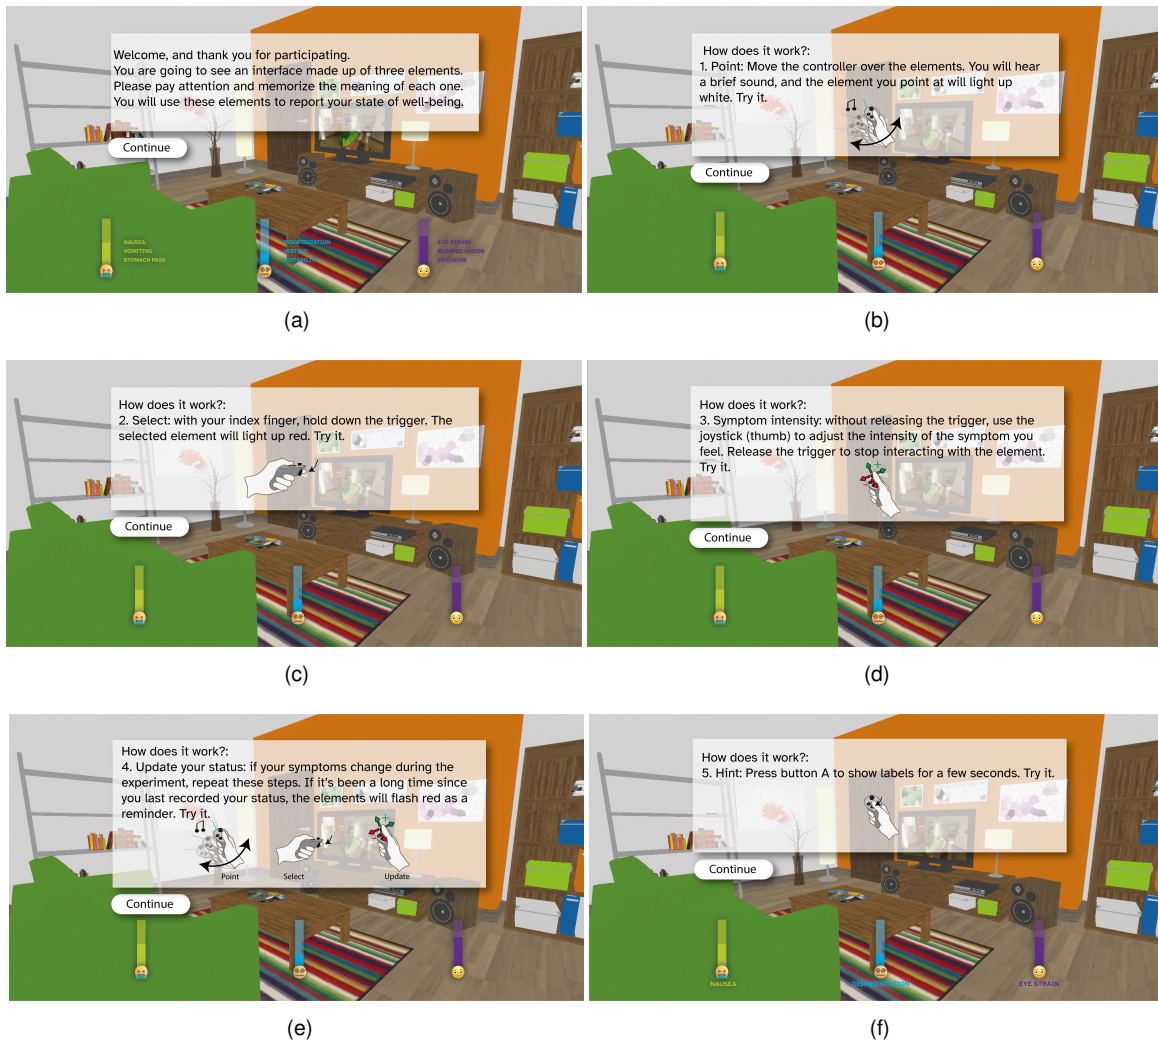 Welcome, and thank you for participating.
You are going to see an interface made up of three elements.
Please pay attention and memorize the meaning of each one.
You will use these elements to report your state of well-being.
Continue
NAUSEA
VOMITING
STOMACH PAIN
DISORIENTATION
VERTIGO
INSTABILITY
EYE STRAIN
BLURRED VISION
HEADACHE
(a)
How does it work?:
1. Point: Move the controller over the elements. You will hear
a brief sound, and the element you point at will light up
white. Try it.
Continue
(b)
How does it work?:
2. Select: with your index finger, hold down the trigger. The
selected element will light up red. Try it.
Continue
(c)
How does it work?:
3. Symptom intensity: without releasing the trigger, use the
joystick (thumb) to adjust the intensity of the symptom you
feel. Release the trigger to stop interacting with the element.
Try it.
Continue
(d)
How does it work?:
4. Update your status: if your symptoms change during the
experiment, repeat these steps. If it's been a long time since
you last recorded your status, the elements will flash red as a
reminder. Try it.
Point Select Update
Continue
(e)
How does it work?:
5. Hint: Press button A to show labels for a few seconds. Try it.
Continue
NAUSEA DISORIENTATION EYE STRAIN
(f)